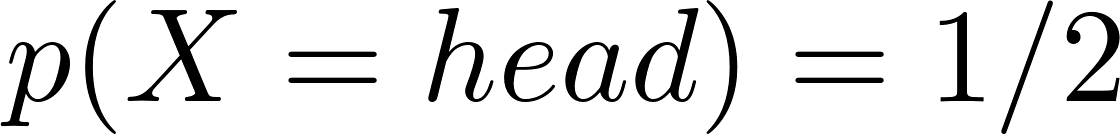 p(X = head) = 1/2